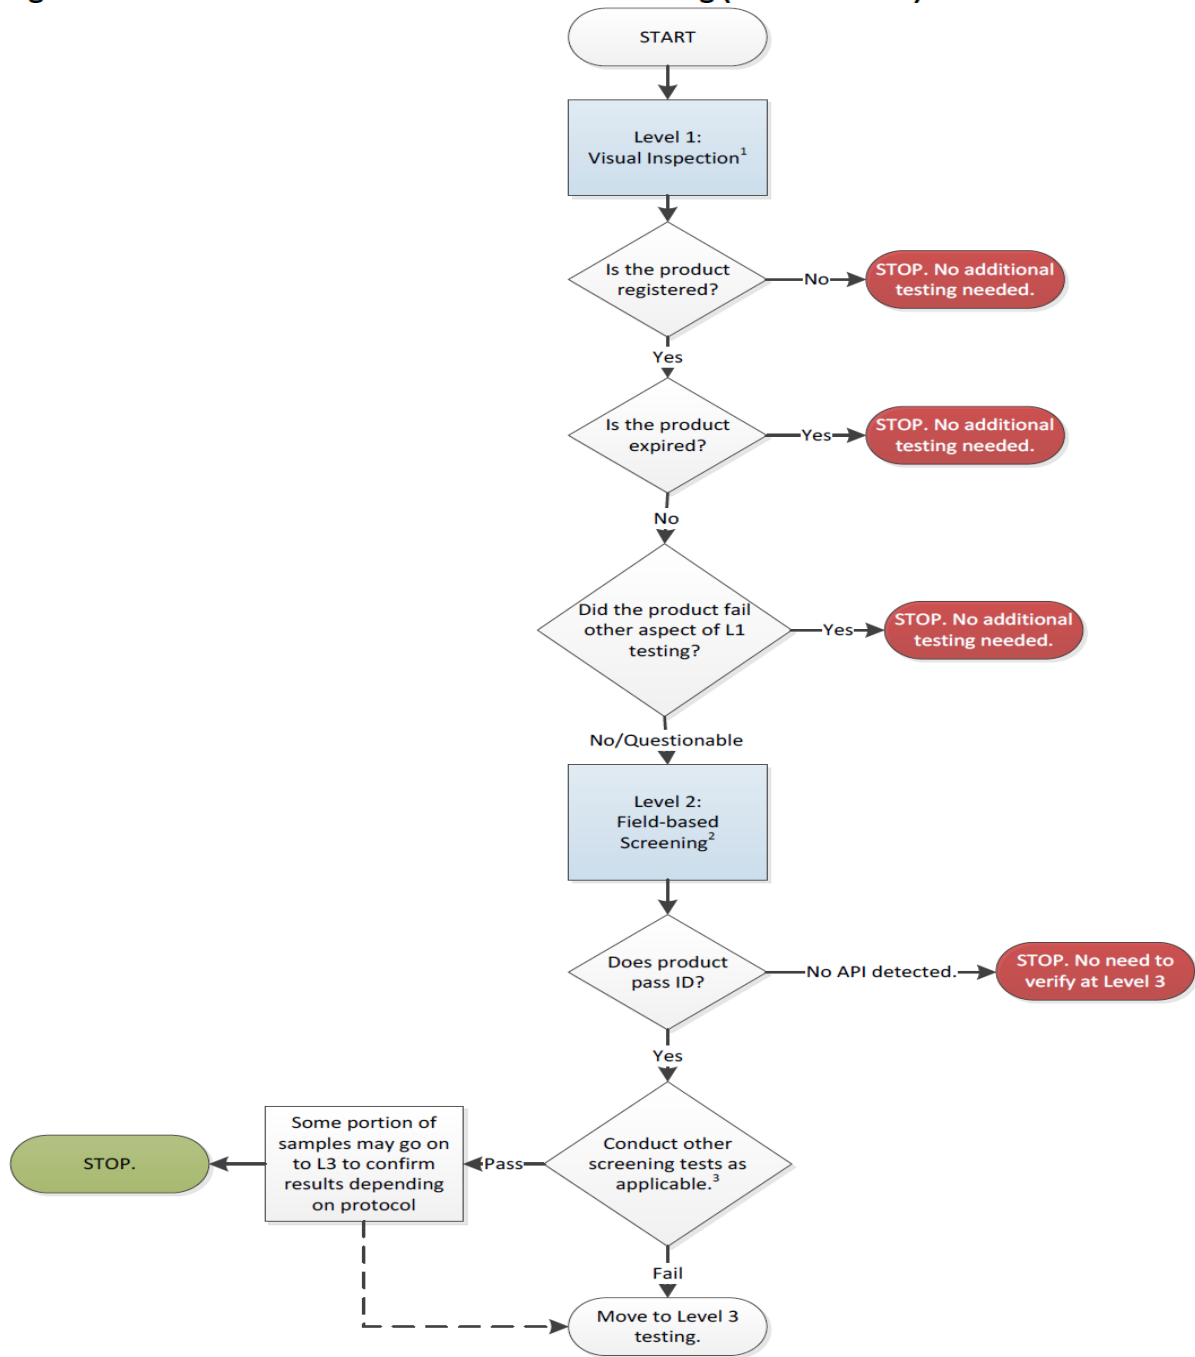 START
Level 1:
Visual Inspection1
Is the product
registered?
No
STOP. No additional
testing needed.
Yes
Is the product
expired?
Yes
STOP. No additional
testing needed.
No
Did the product fail
other aspect of L1
testing?
Yes
STOP. No additional
testing needed.
No/Questionable
Level 2:
Field-based
Screening2
Does product
pass ID?
No API detected.
STOP. No need to
verify at Level 3
Yes
Conduct other
screening tests as
applicable.3
Pass
Some portion of
samples may go on
to L3 to confirm
results depending
on protocol
STOP.
Fail
Move to Level 3
testing.